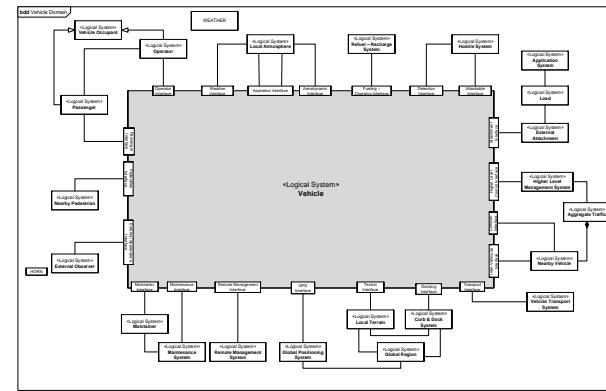 bdd Vehicle Domain
WEATHER
«Logical System»
Vehicle Occupant
«Logical System»
Operator
«Logical System»
Passenger
«Logical System»
Local Atmosphere
«Logical System»
Refuel – Recharge
System
«Logical System»
Hostile System
«Logical System»
Application
System
«Logical System»
Load
«Logical System»
External
Attachment
Operator
Interface
Weather
Interface
Aspiration Interface
Aerodynamic
Interface
Fueling –
Charging Interface
Detection
Interface
Attackable
Interface
«Logical System»
Vehicle
«Logical System»
Nearby Pedestrian
«Logical System»
External Observer
HORN
«Logical System»
Higher Level
Management System
«Logical System»
Aggregate Traffic
«Logical System»
Nearby Vehicle
Maintainer
Interface
Maintenance
Interface
Remote Management
Interface
GPS
Interface
Terrain
Interface
Docking
Interface
Transport
Interface
«Logical System»
Vehicle Transport
System
«Logical System»
Maintainer
«Logical System»
Maintenance
System
«Logical System»
Remote Management
System
«Logical System»
Global Positioning
System
«Logical System»
Local Terrain
«Logical System»
Curb & Dock
System
«Logical System»
Global Region